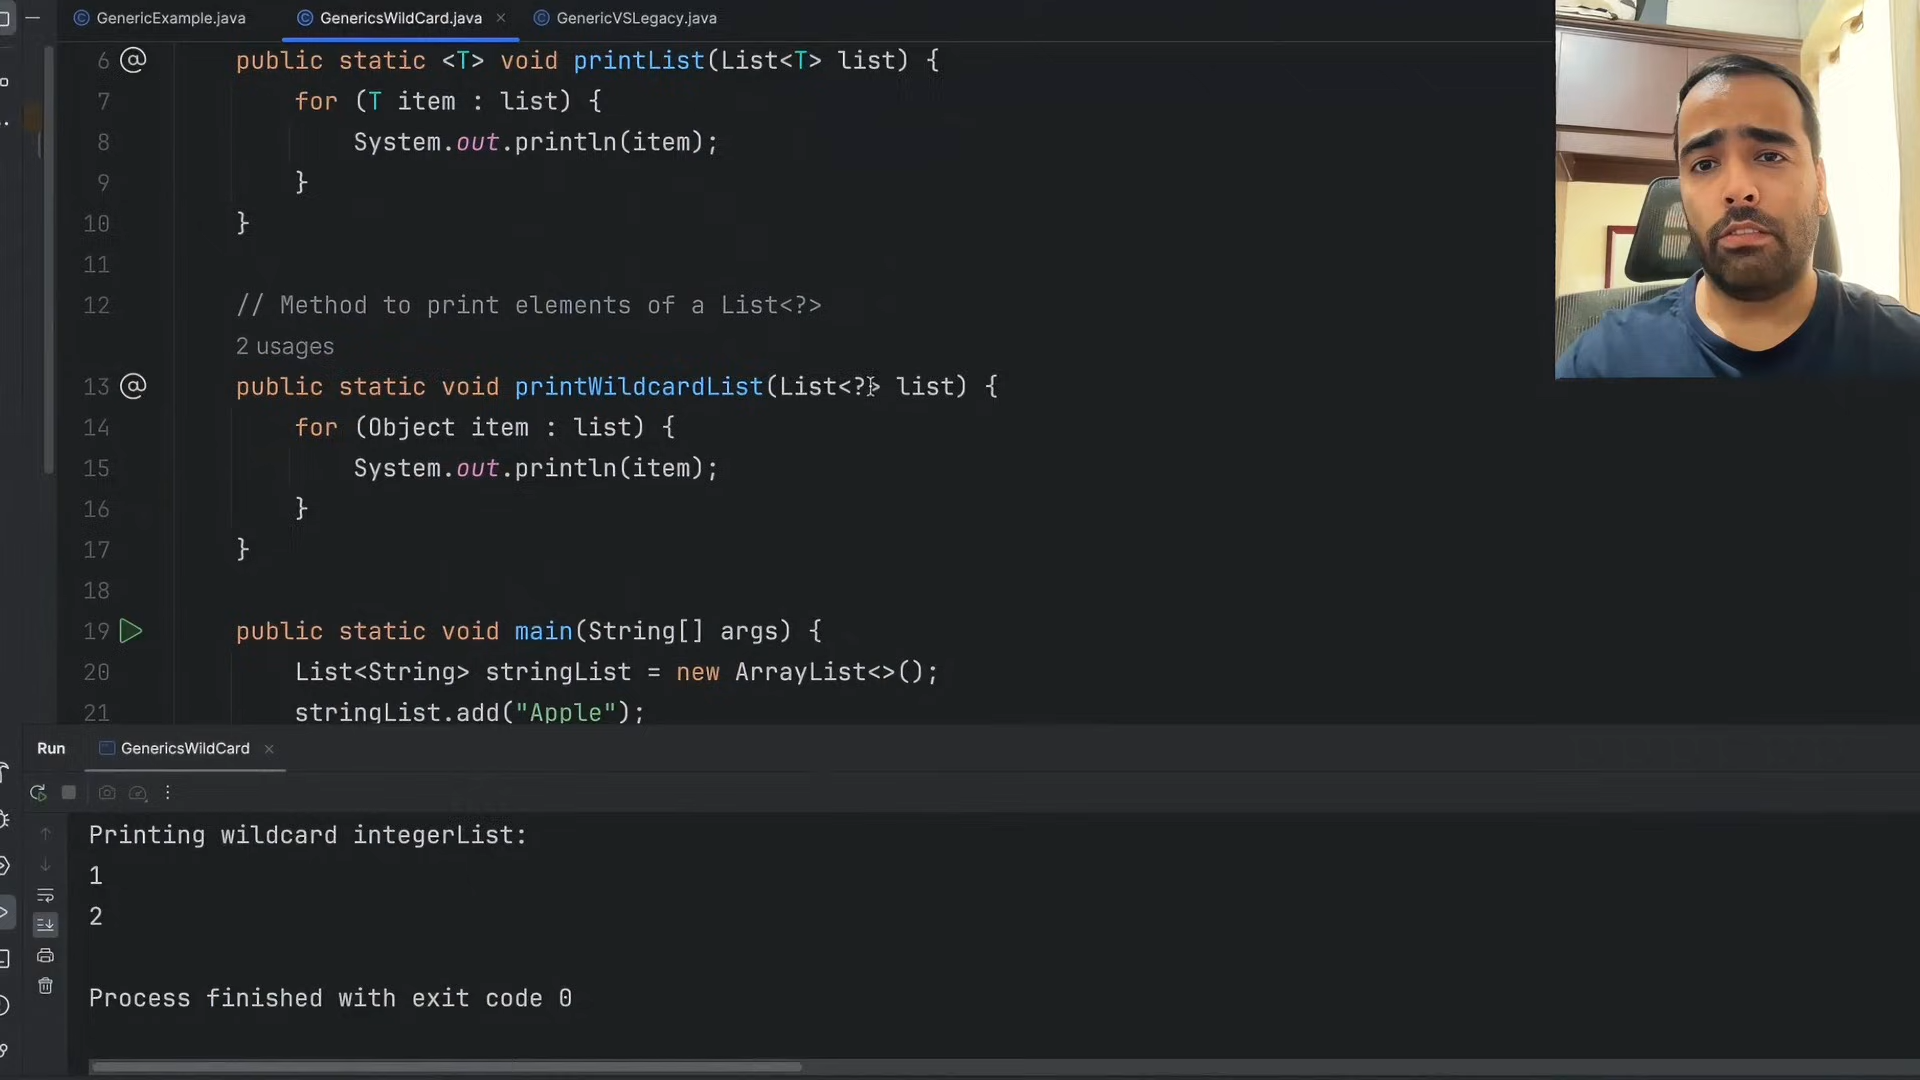 GenericExample.java GenericsWildCard.java GenericVSLegacy.java
6 public static <T> void printList(List<T> list) {
7 for (T item : list) {
8 System.out.println(item);
9 }
10 }
11
12 // Method to print elements of a List<?>
2 usages
13 public static void printWildcardList(List<?> list) {
14 for (Object item : list) {
15 System.out.println(item);
16 }
17 }
18
19 public static void main(String[] args) {
20 List<String> stringList = new ArrayList<>();
21 stringList.add("Apple");
Run GenericsWildCard
Printing wildcard integerList:
1
2
Process finished with exit code 0